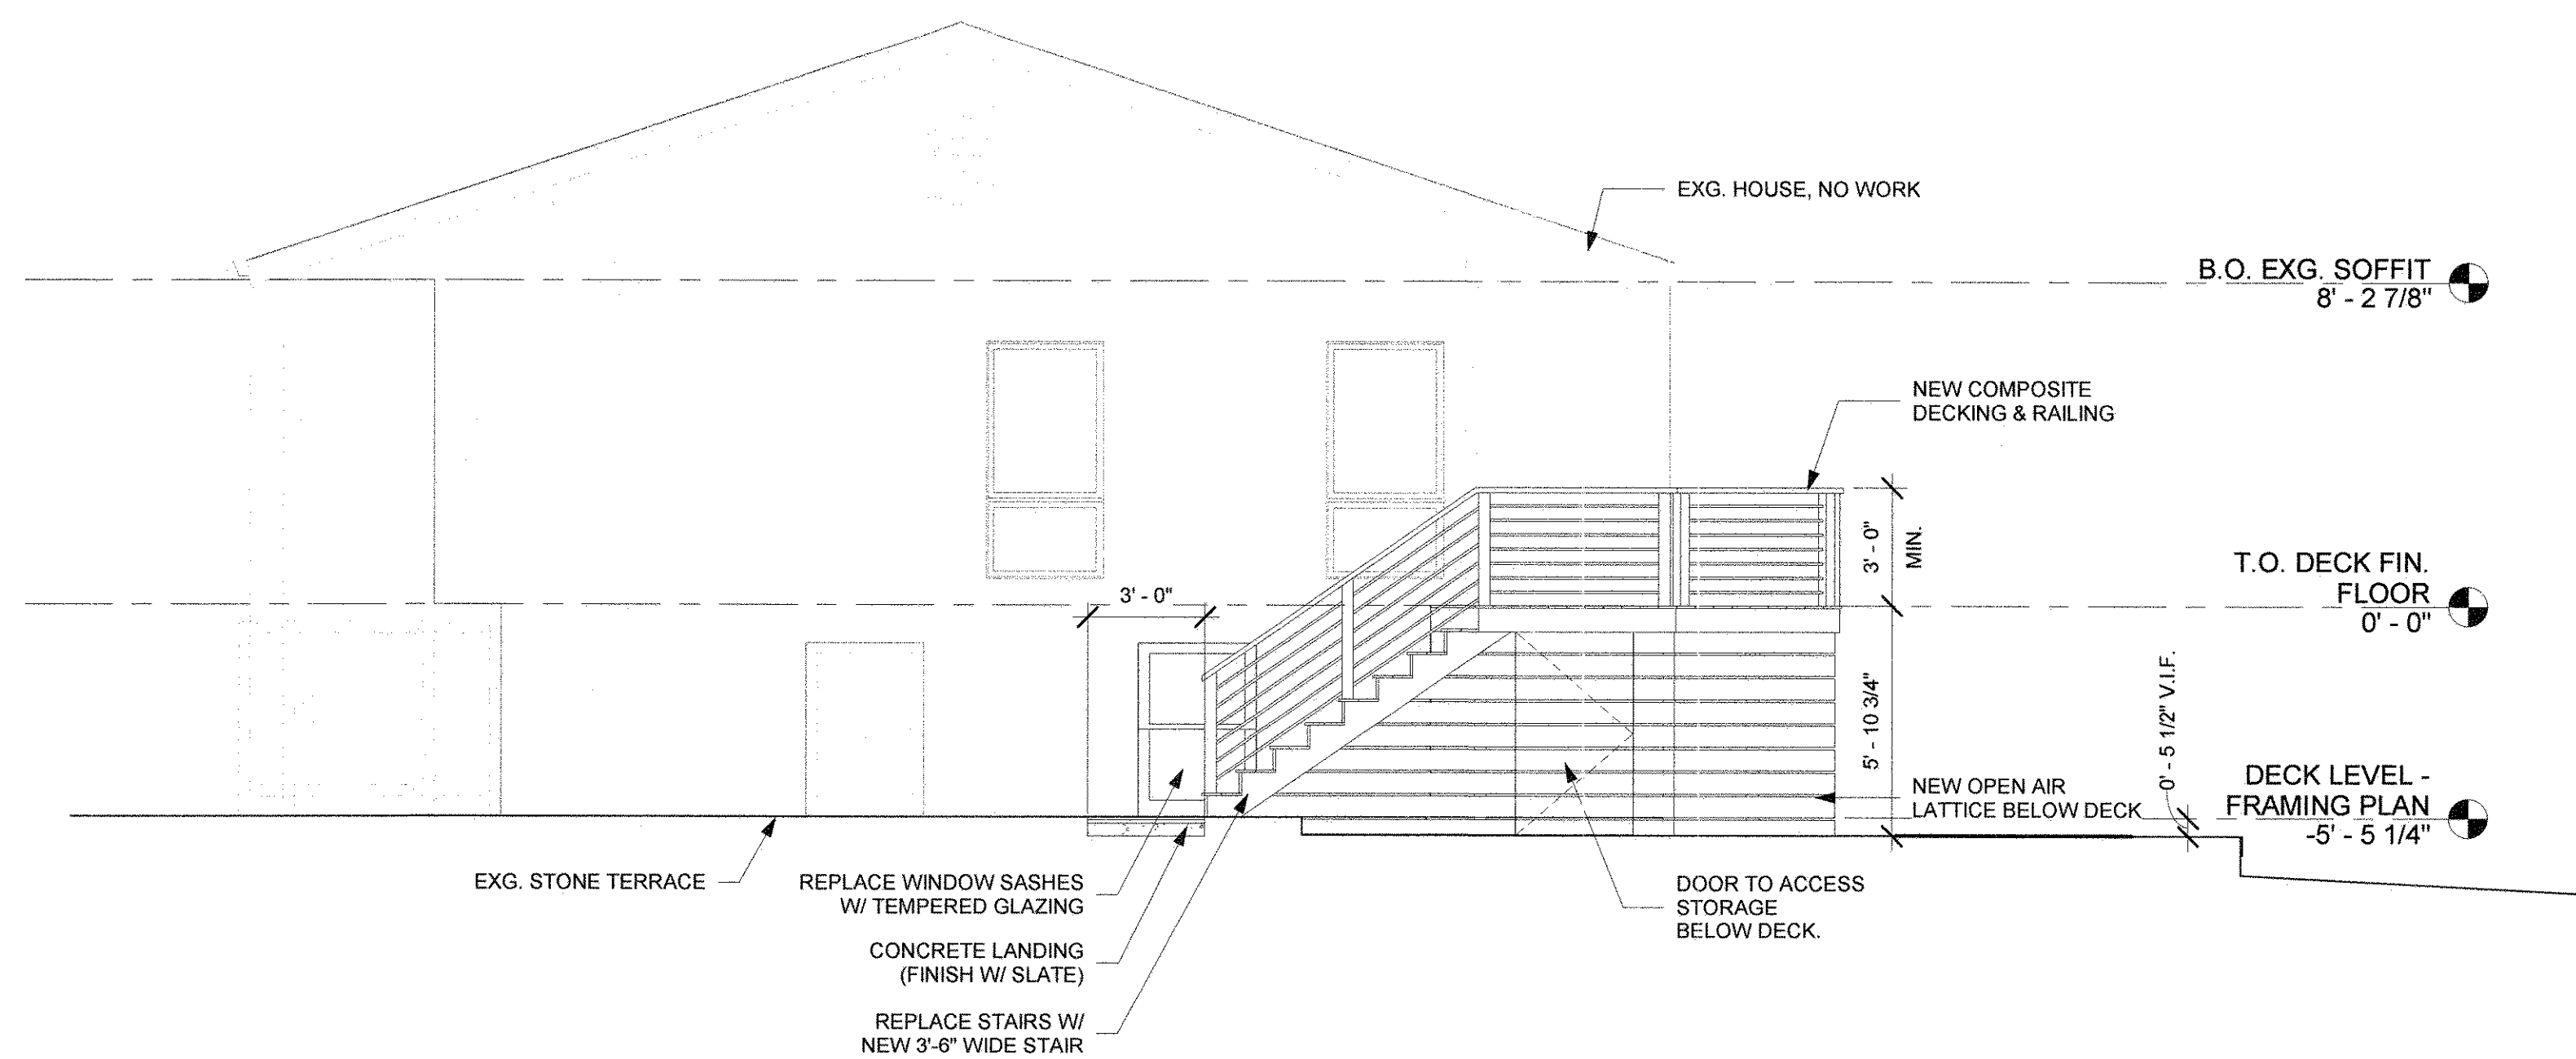 EXG. HOUSE, NO WORK
B.O. EXG. SOFFIT
8' - 2 7/8"
NEW COMPOSITE
DECKING & RAILING
3' - 0"
MIN.
T.O. DECK FIN.
FLOOR
0' - 0"
3' - 0"
5' - 10 3/4"
0' - 5 1/2" V.I.F.
NEW OPEN AIR
LATTICE BELOW DECK
DECK LEVEL -
FRAMING PLAN
-5' - 5 1/4"
EXG. STONE TERRACE
REPLACE WINDOW SASHES
W/ TEMPERED GLAZING
CONCRETE LANDING
(FINISH W/ SLATE)
REPLACE STAIRS W/
NEW 3'-6" WIDE STAIR
DOOR TO ACCESS
STORAGE
BELOW DECK.